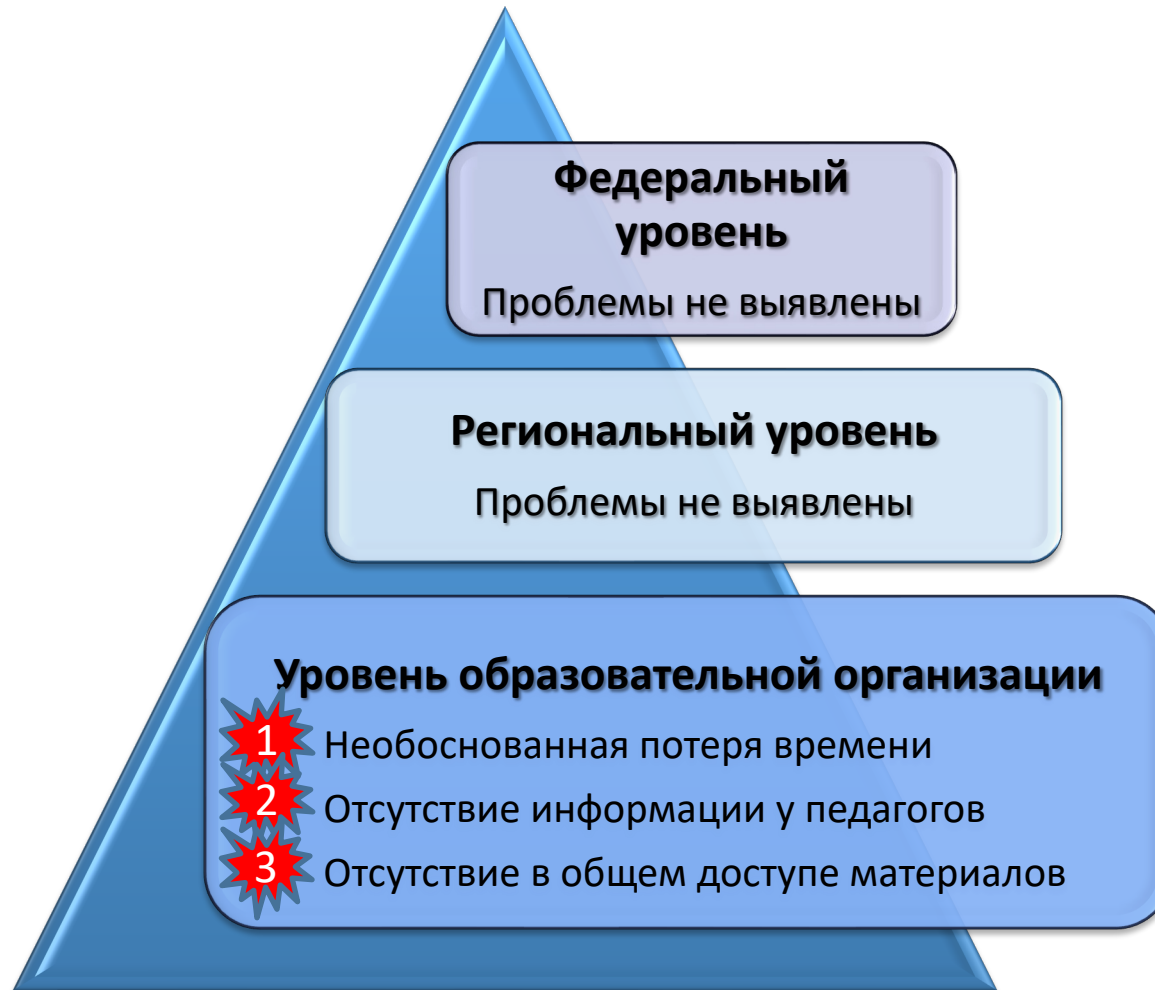 Федеральный
уровень
Проблемы не выявлены
Региональный уровень
Проблемы не выявлены
Уровень образовательной организации
1 Необоснованная потеря времени
2 Отсутствие информации у педагогов
3 Отсутствие в общем доступе материалов